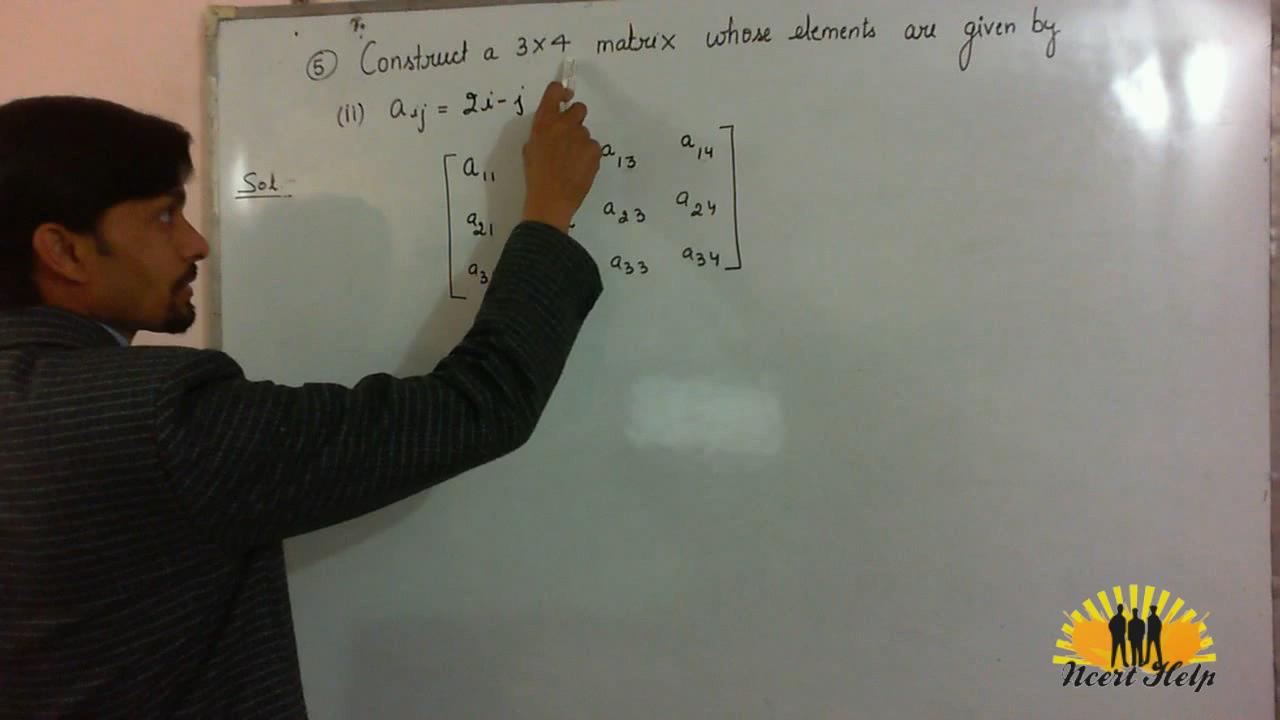 ⑤ Construct a 3×4 matrix whose elements are given by
(ii) aij = 2i-j
Sol.
a11 a13 a14
a21 a23 a24
a3 a33 a34
Ncert Help